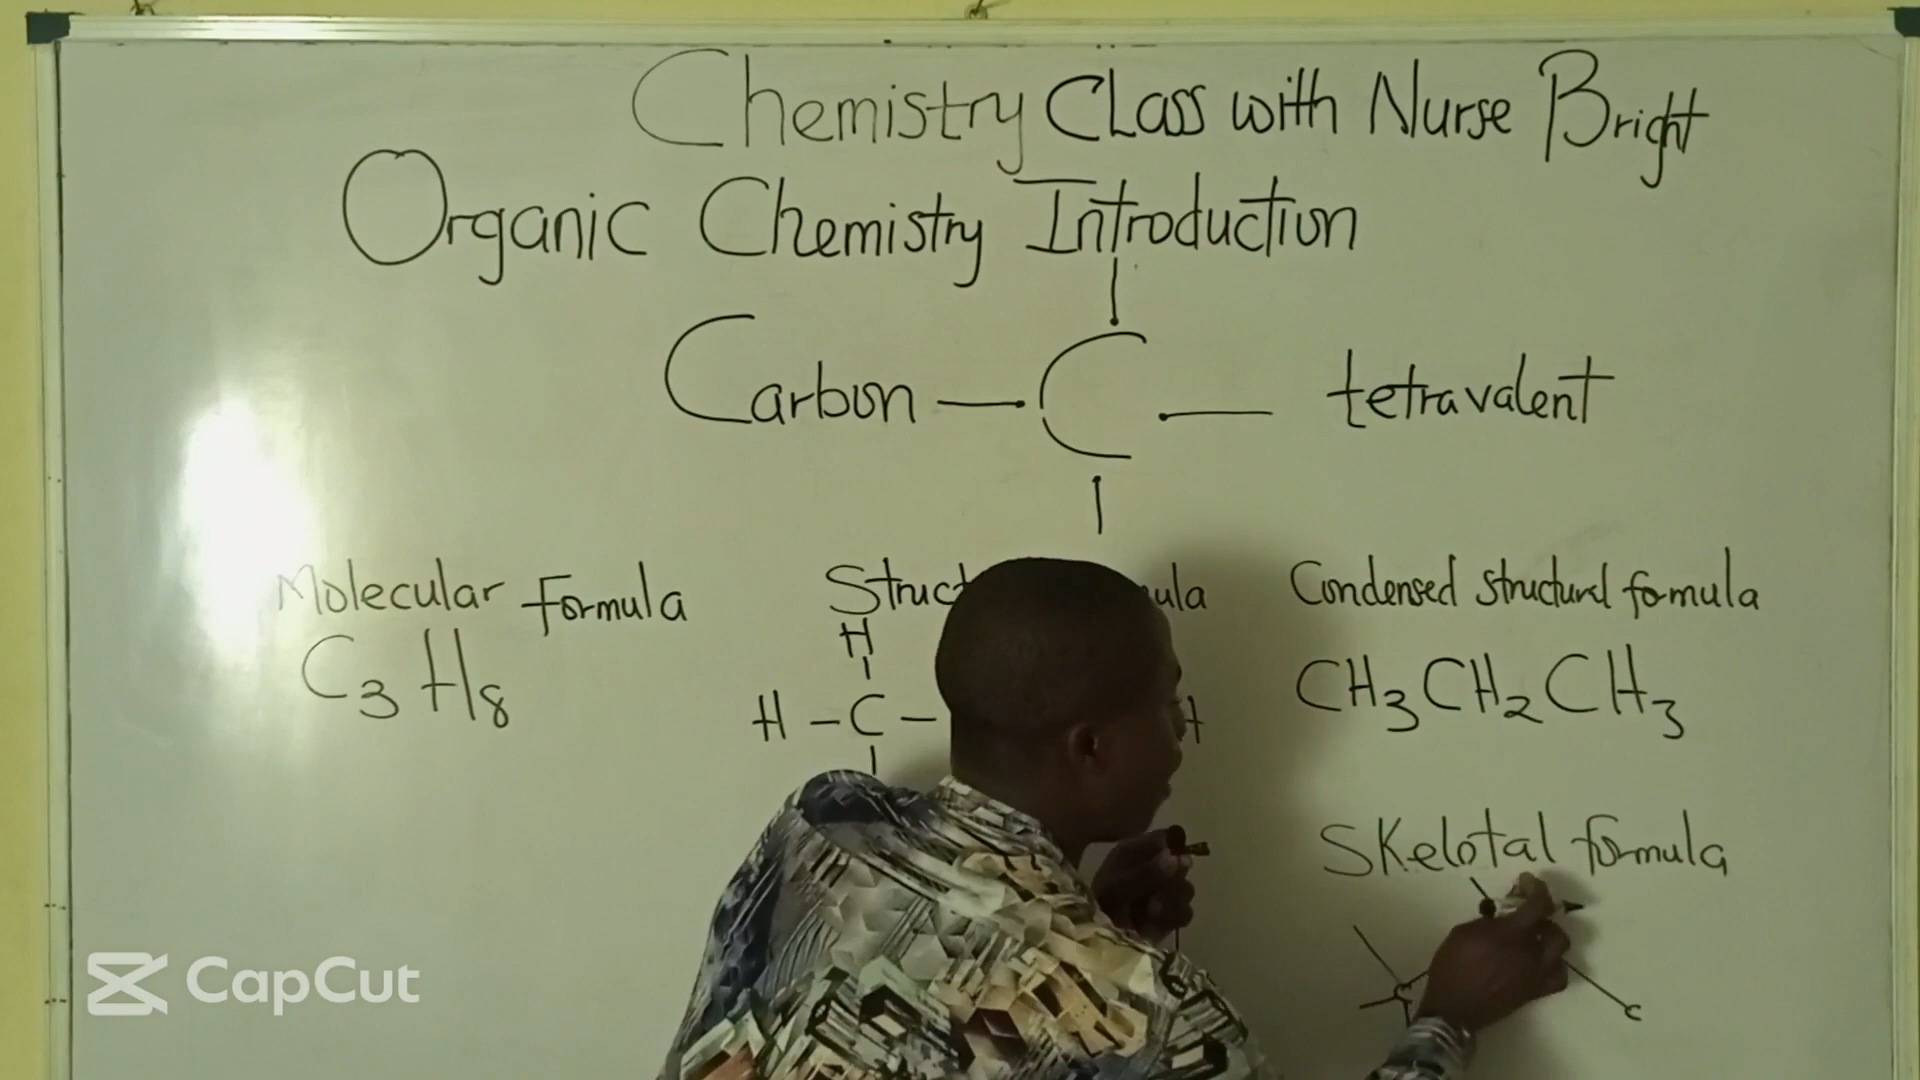 Chemistry Class with Nurse Bright
Organic Chemistry Introduction
Carbon — C — tetravalent
Molecular Formula
C₃H₈
H
H – C –
Condensed structural formula
CH₃CH₂CH₃
Skelotal formula
C
C
CapCut